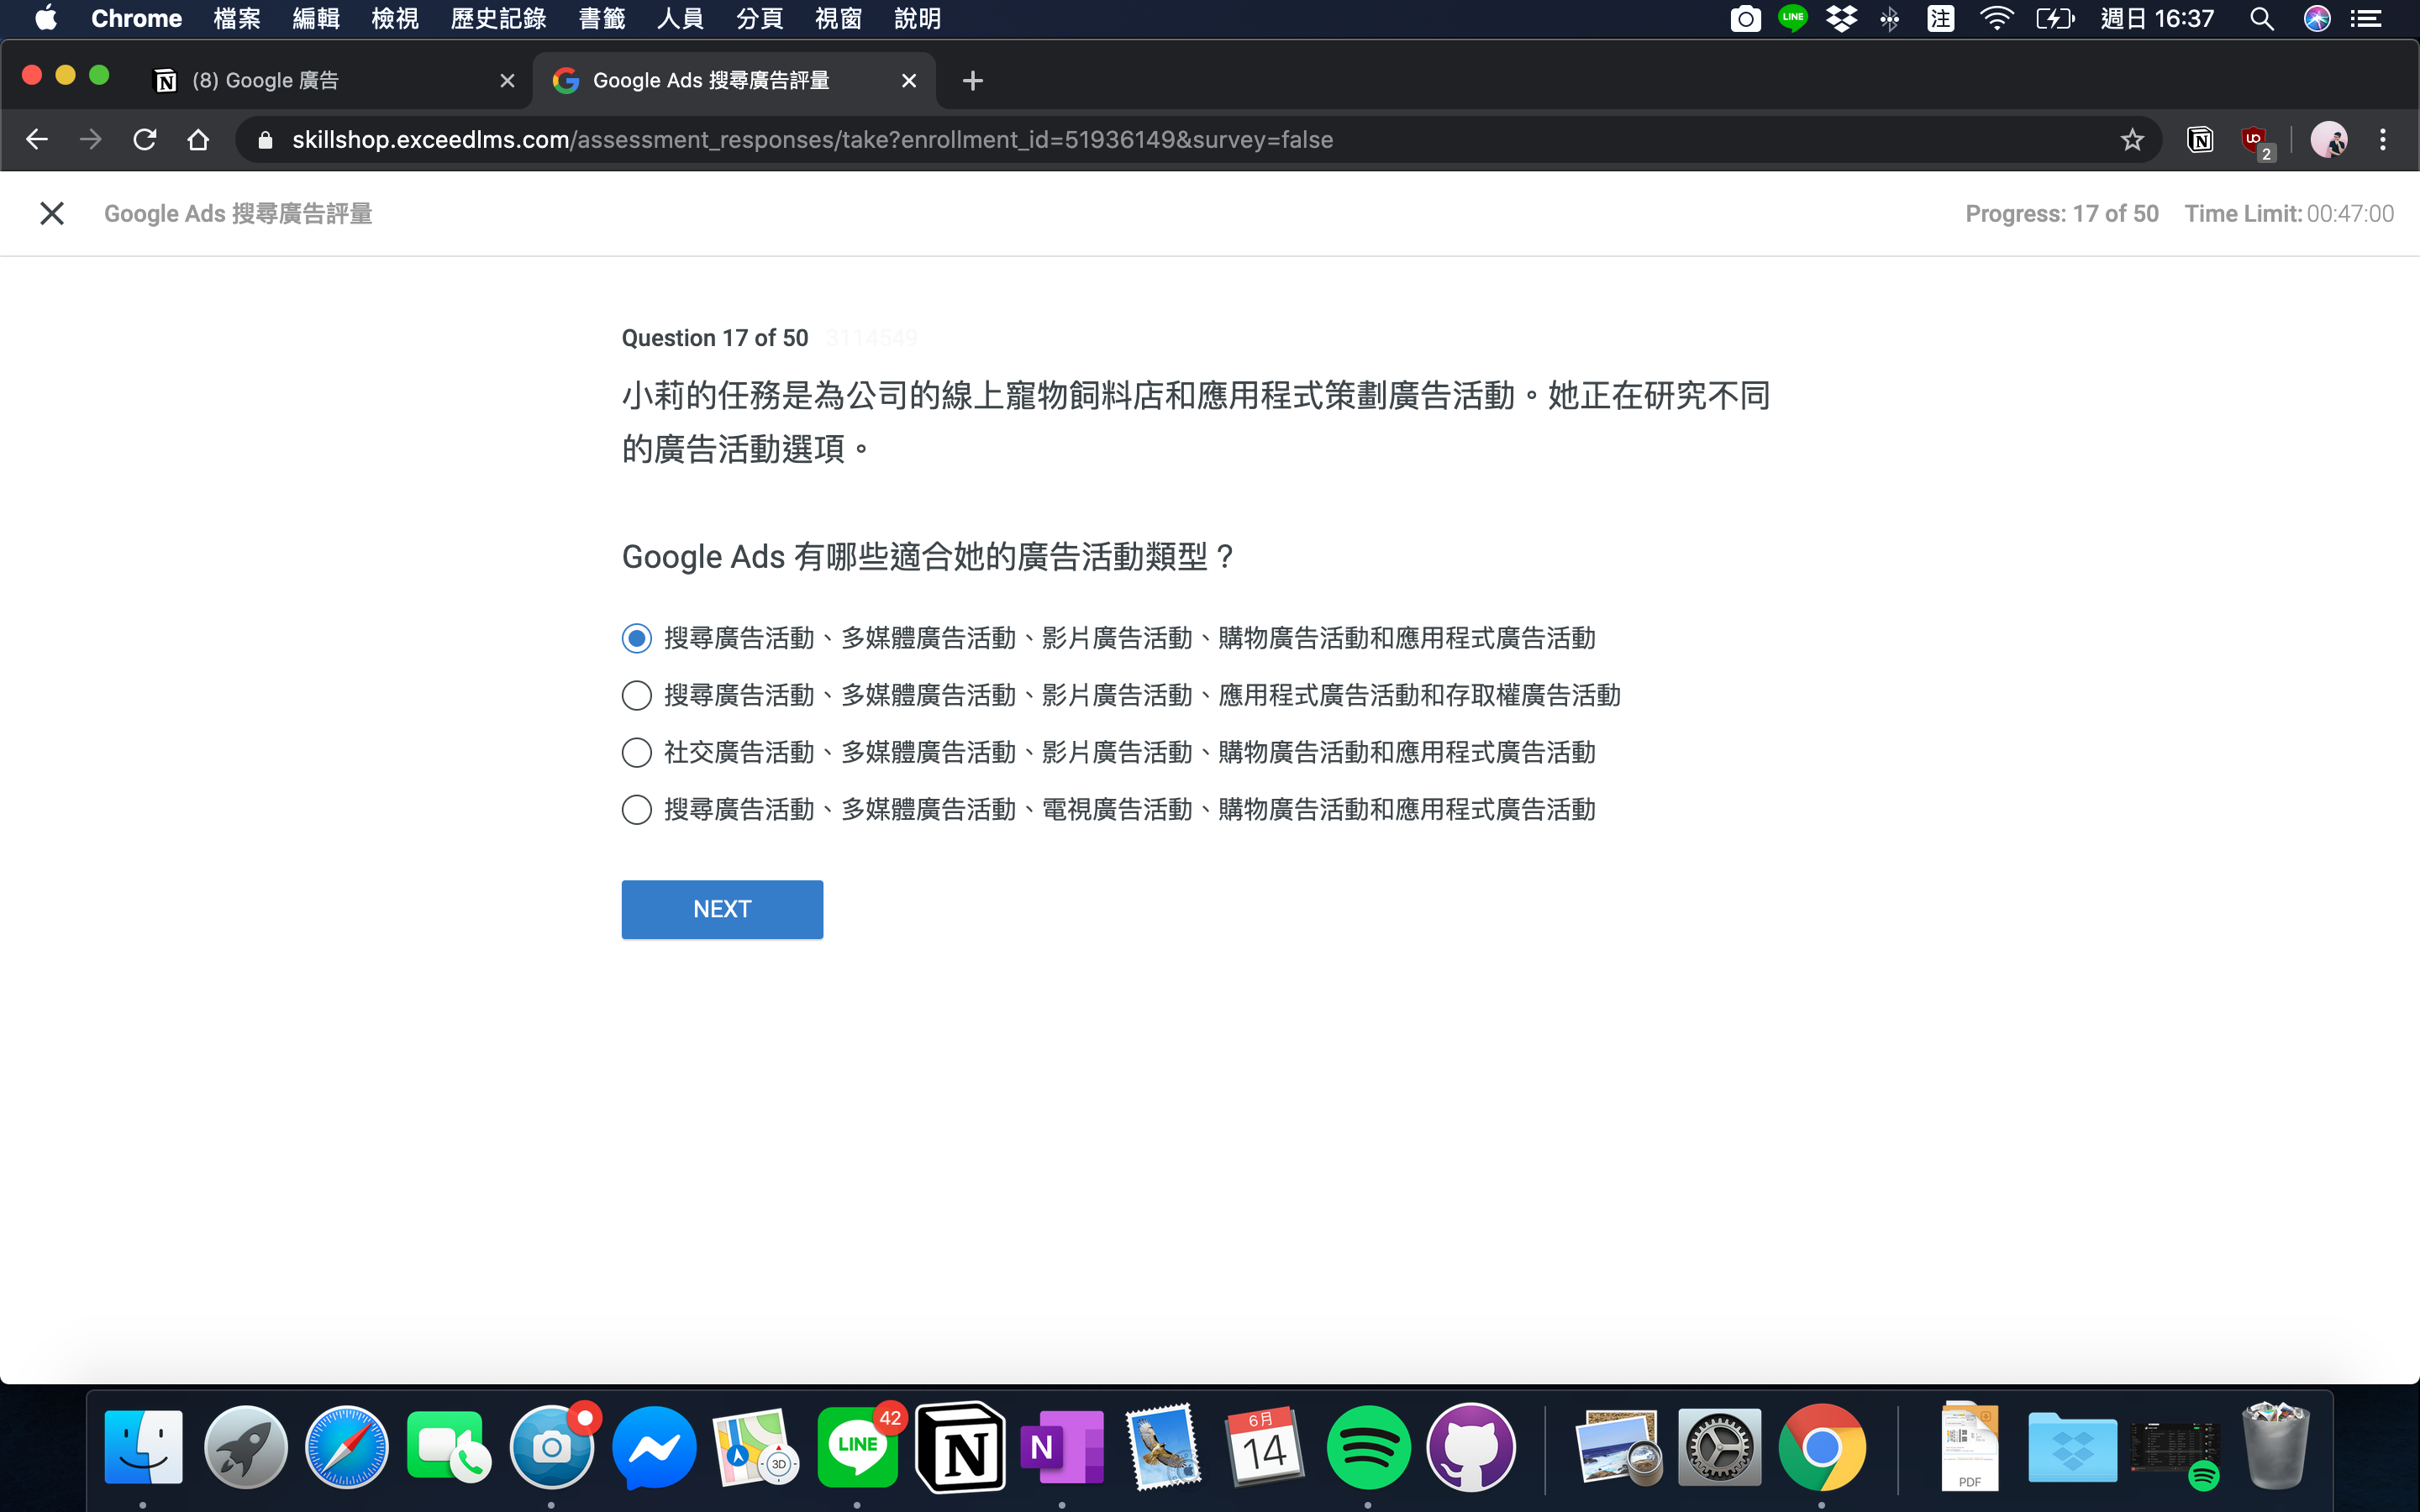 Chrome 檔案 編輯 檢視 歷史記錄 書籤 人員 分頁 視窗 說明 LINE 注 週日 16:37
(8) Google 廣告
Google Ads 搜尋廣告評量
skillshop.exceedlms.com/assessment_responses/take?enrollment_id=51936149&survey=false
2
Google Ads 搜尋廣告評量
Progress: 17 of 50 Time Limit: 00:47:00
Question 17 of 50 3114549
小莉的任務是為公司的線上寵物飼料店和應用程式策劃廣告活動。她正在研究不同
的廣告活動選項。
Google Ads 有哪些適合她的廣告活動類型？
搜尋廣告活動、多媒體廣告活動、影片廣告活動、購物廣告活動和應用程式廣告活動
搜尋廣告活動、多媒體廣告活動、影片廣告活動、應用程式廣告活動和存取權廣告活動
社交廣告活動、多媒體廣告活動、影片廣告活動、購物廣告活動和應用程式廣告活動
搜尋廣告活動、多媒體廣告活動、電視廣告活動、購物廣告活動和應用程式廣告活動
NEXT
3D
LINE
42
N
N
6月
14
PDF